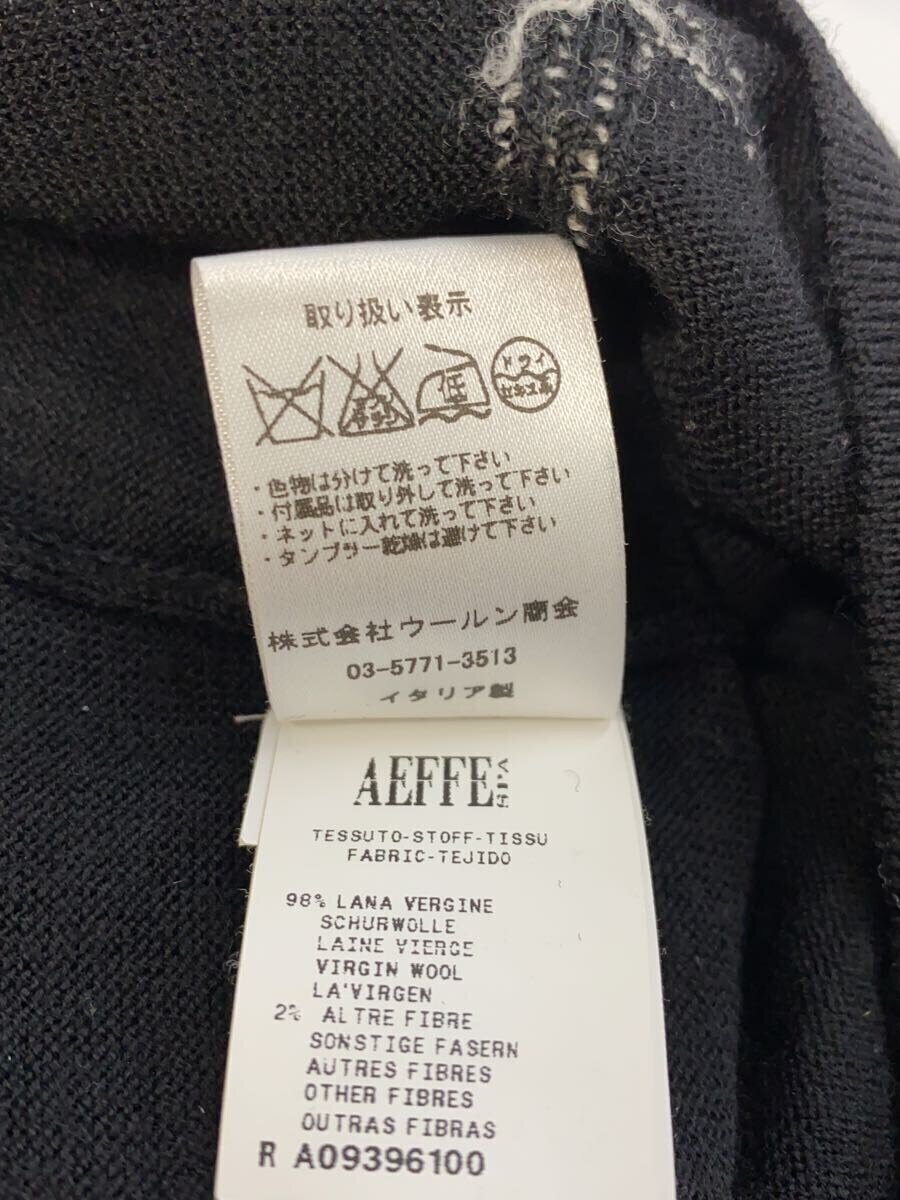 取り扱い表示
エンソ
サラシ
低
ドライ
セキユ系
・色物は分けて洗って下さい
・付属品は取り外して洗って下さい
・ネットに入れて洗って下さい
・タンブラー乾燥は避けて下さい
株式会社ウールン商会
03-5771-3513
イタリア製
AEFFE
TESSUTO-STOFF-TISSU
FABRIC-TEJIDO
98% LANA VERGINE
SCHURWOLLE
LAINE VIERGE
VIRGIN WOOL
LA'VIRGEN
2% ALTRE FIBRE
SONSTIGE FASERN
AUTRES FIBRES
OTHER FIBRES
OUTRAS FIBRAS
R A09396100